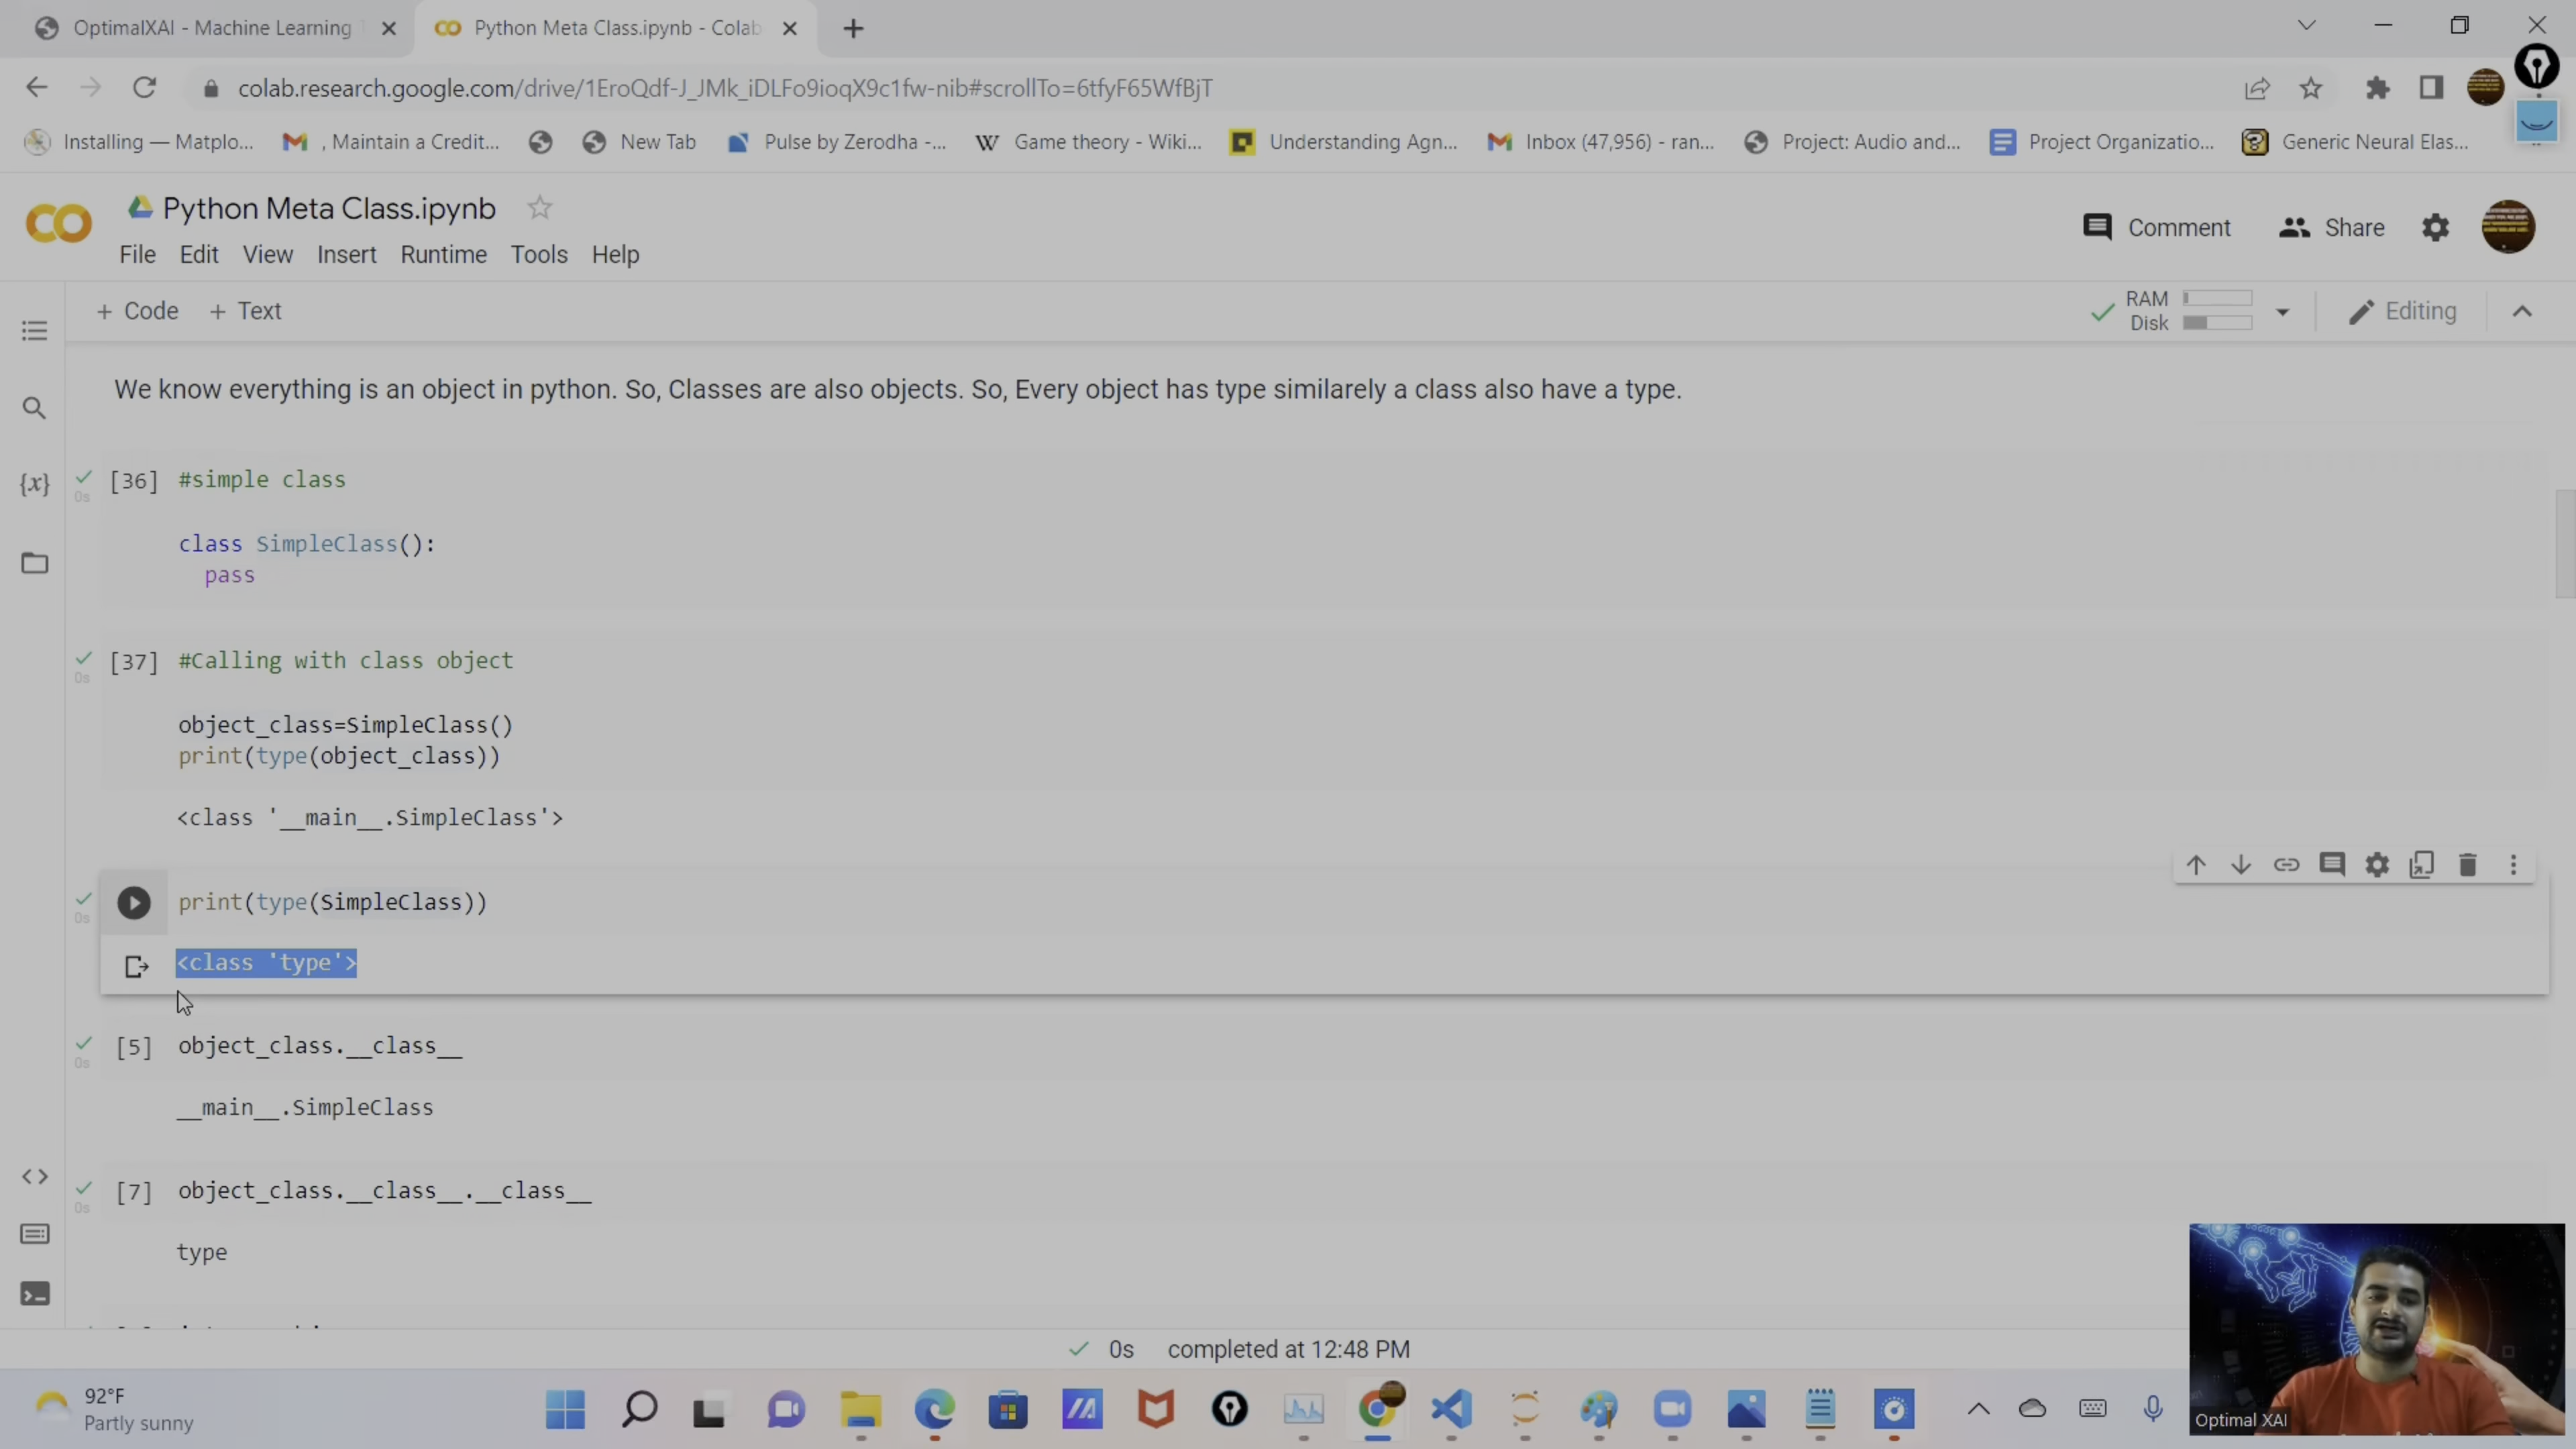 OptimalXAI - Machine Learning
Python Meta Class.ipynb - Colab
colab.research.google.com/drive/1EroQdf-J_JMk_iDLFo9ioqX9c1fw-nib#scrollTo=6tfyF65WfBjT
Installing — Matplo...
, Maintain a Credit...
New Tab
Pulse by Zerodha -...
Game theory - Wiki...
Understanding Agn...
Inbox (47,956) - ran...
Project: Audio and...
Project Organizatio...
Generic Neural Elas...
Python Meta Class.ipynb
Comment
Share
File Edit View Insert Runtime Tools Help
+ Code + Text
RAM
Disk
Editing
We know everything is an object in python. So, Classes are also objects. So, Every object has type similarely a class also have a type.
0s
[36] #simple class
class SimpleClass():
pass
0s
[37] #Calling with class object
object_class=SimpleClass()
print(type(object_class))
<class '__main__.SimpleClass'>
0s
print(type(SimpleClass))
<class 'type'>
0s
[5] object_class.__class__
__main__.SimpleClass
0s
[7] object_class.__class__.__class__
type
0s completed at 12:48 PM
92°F
Partly sunny
Optimal XAI